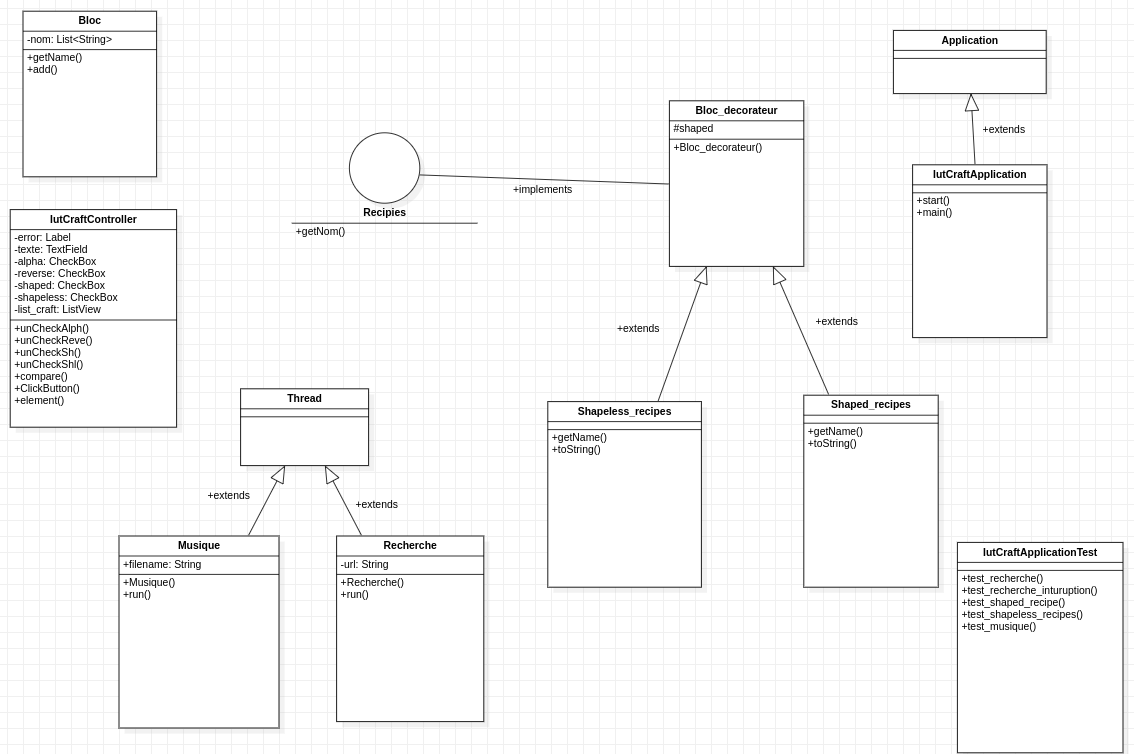 Bloc
-nom: List<String>
+getName()
+add()
Application
Bloc_decorateur
#shaped
+Bloc_decorateur()
+extends
+implements
Recipies
+getNom()
IutCraftApplication
+start()
+main()
IutCraftController
-error: Label
-texte: TextField
-alpha: CheckBox
-reverse: CheckBox
-shaped: CheckBox
-shapeless: CheckBox
-list_craft: ListView
+unCheckAlph()
+unCheckReve()
+unCheckSh()
+unCheckShl()
+compare()
+ClickButton()
+element()
+extends
+extends
Thread
Shapeless_recipes
+getName()
+toString()
Shaped_recipes
+getName()
+toString()
+extends
+extends
Musique
+filename: String
+Musique()
+run()
Recherche
-url: String
+Recherche()
+run()
IutCraftApplicationTest
+test_recherche()
+test_recherche_inturuption()
+test_shaped_recipe()
+test_shapeless_recipes()
+test_musique()